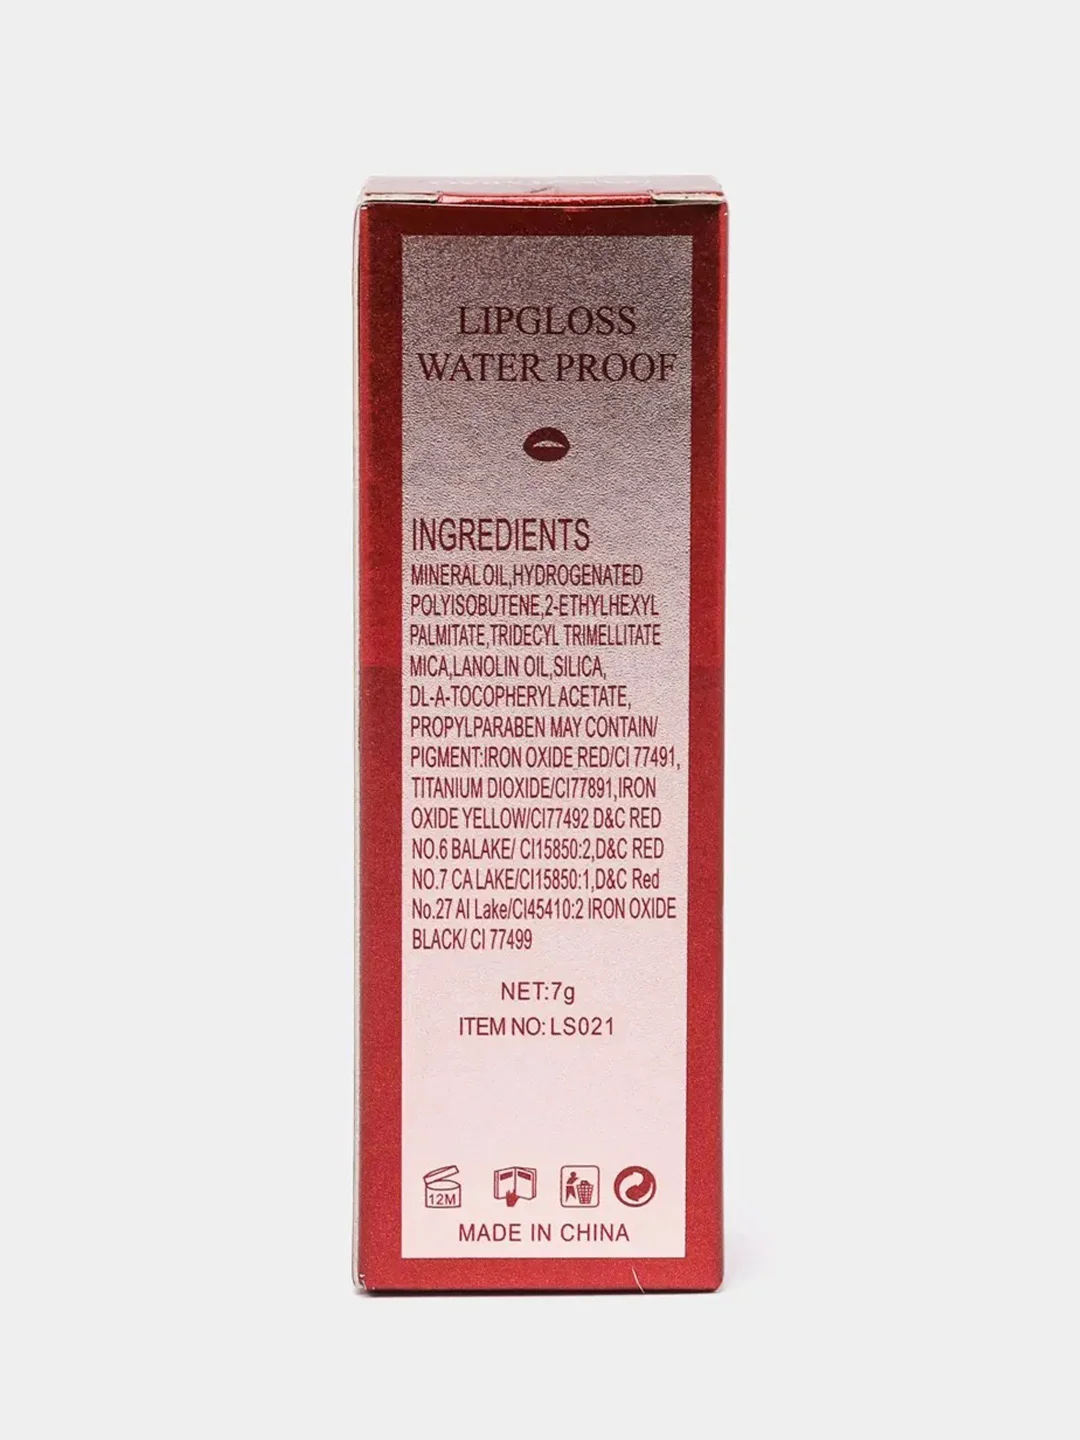 LIPGLOSS
WATER PROOF
INGREDIENTS
MINERAL OIL,HYDROGENATED
POLYISOBUTENE,2-ETHYLHEXYL
PALMITATE,TRIDECYL TRIMELLITATE
MICA,LANOLIN OIL,SILICA,
DL-A-TOCOPHERYL ACETATE,
PROPYLPARABEN MAY CONTAIN/
PIGMENT:IRON OXIDE RED/CI 77491,
TITANIUM DIOXIDE/CI77891,IRON
OXIDE YELLOW/CI77492 D&C RED
NO.6 BALAKE/ CI15850:2,D&C RED
NO.7 CA LAKE/CI15850:1,D&C Red
No.27 Al Lake/CI45410:2 IRON OXIDE
BLACK/ CI 77499
NET:7g
ITEM NO: LS021
12M
MADE IN CHINA